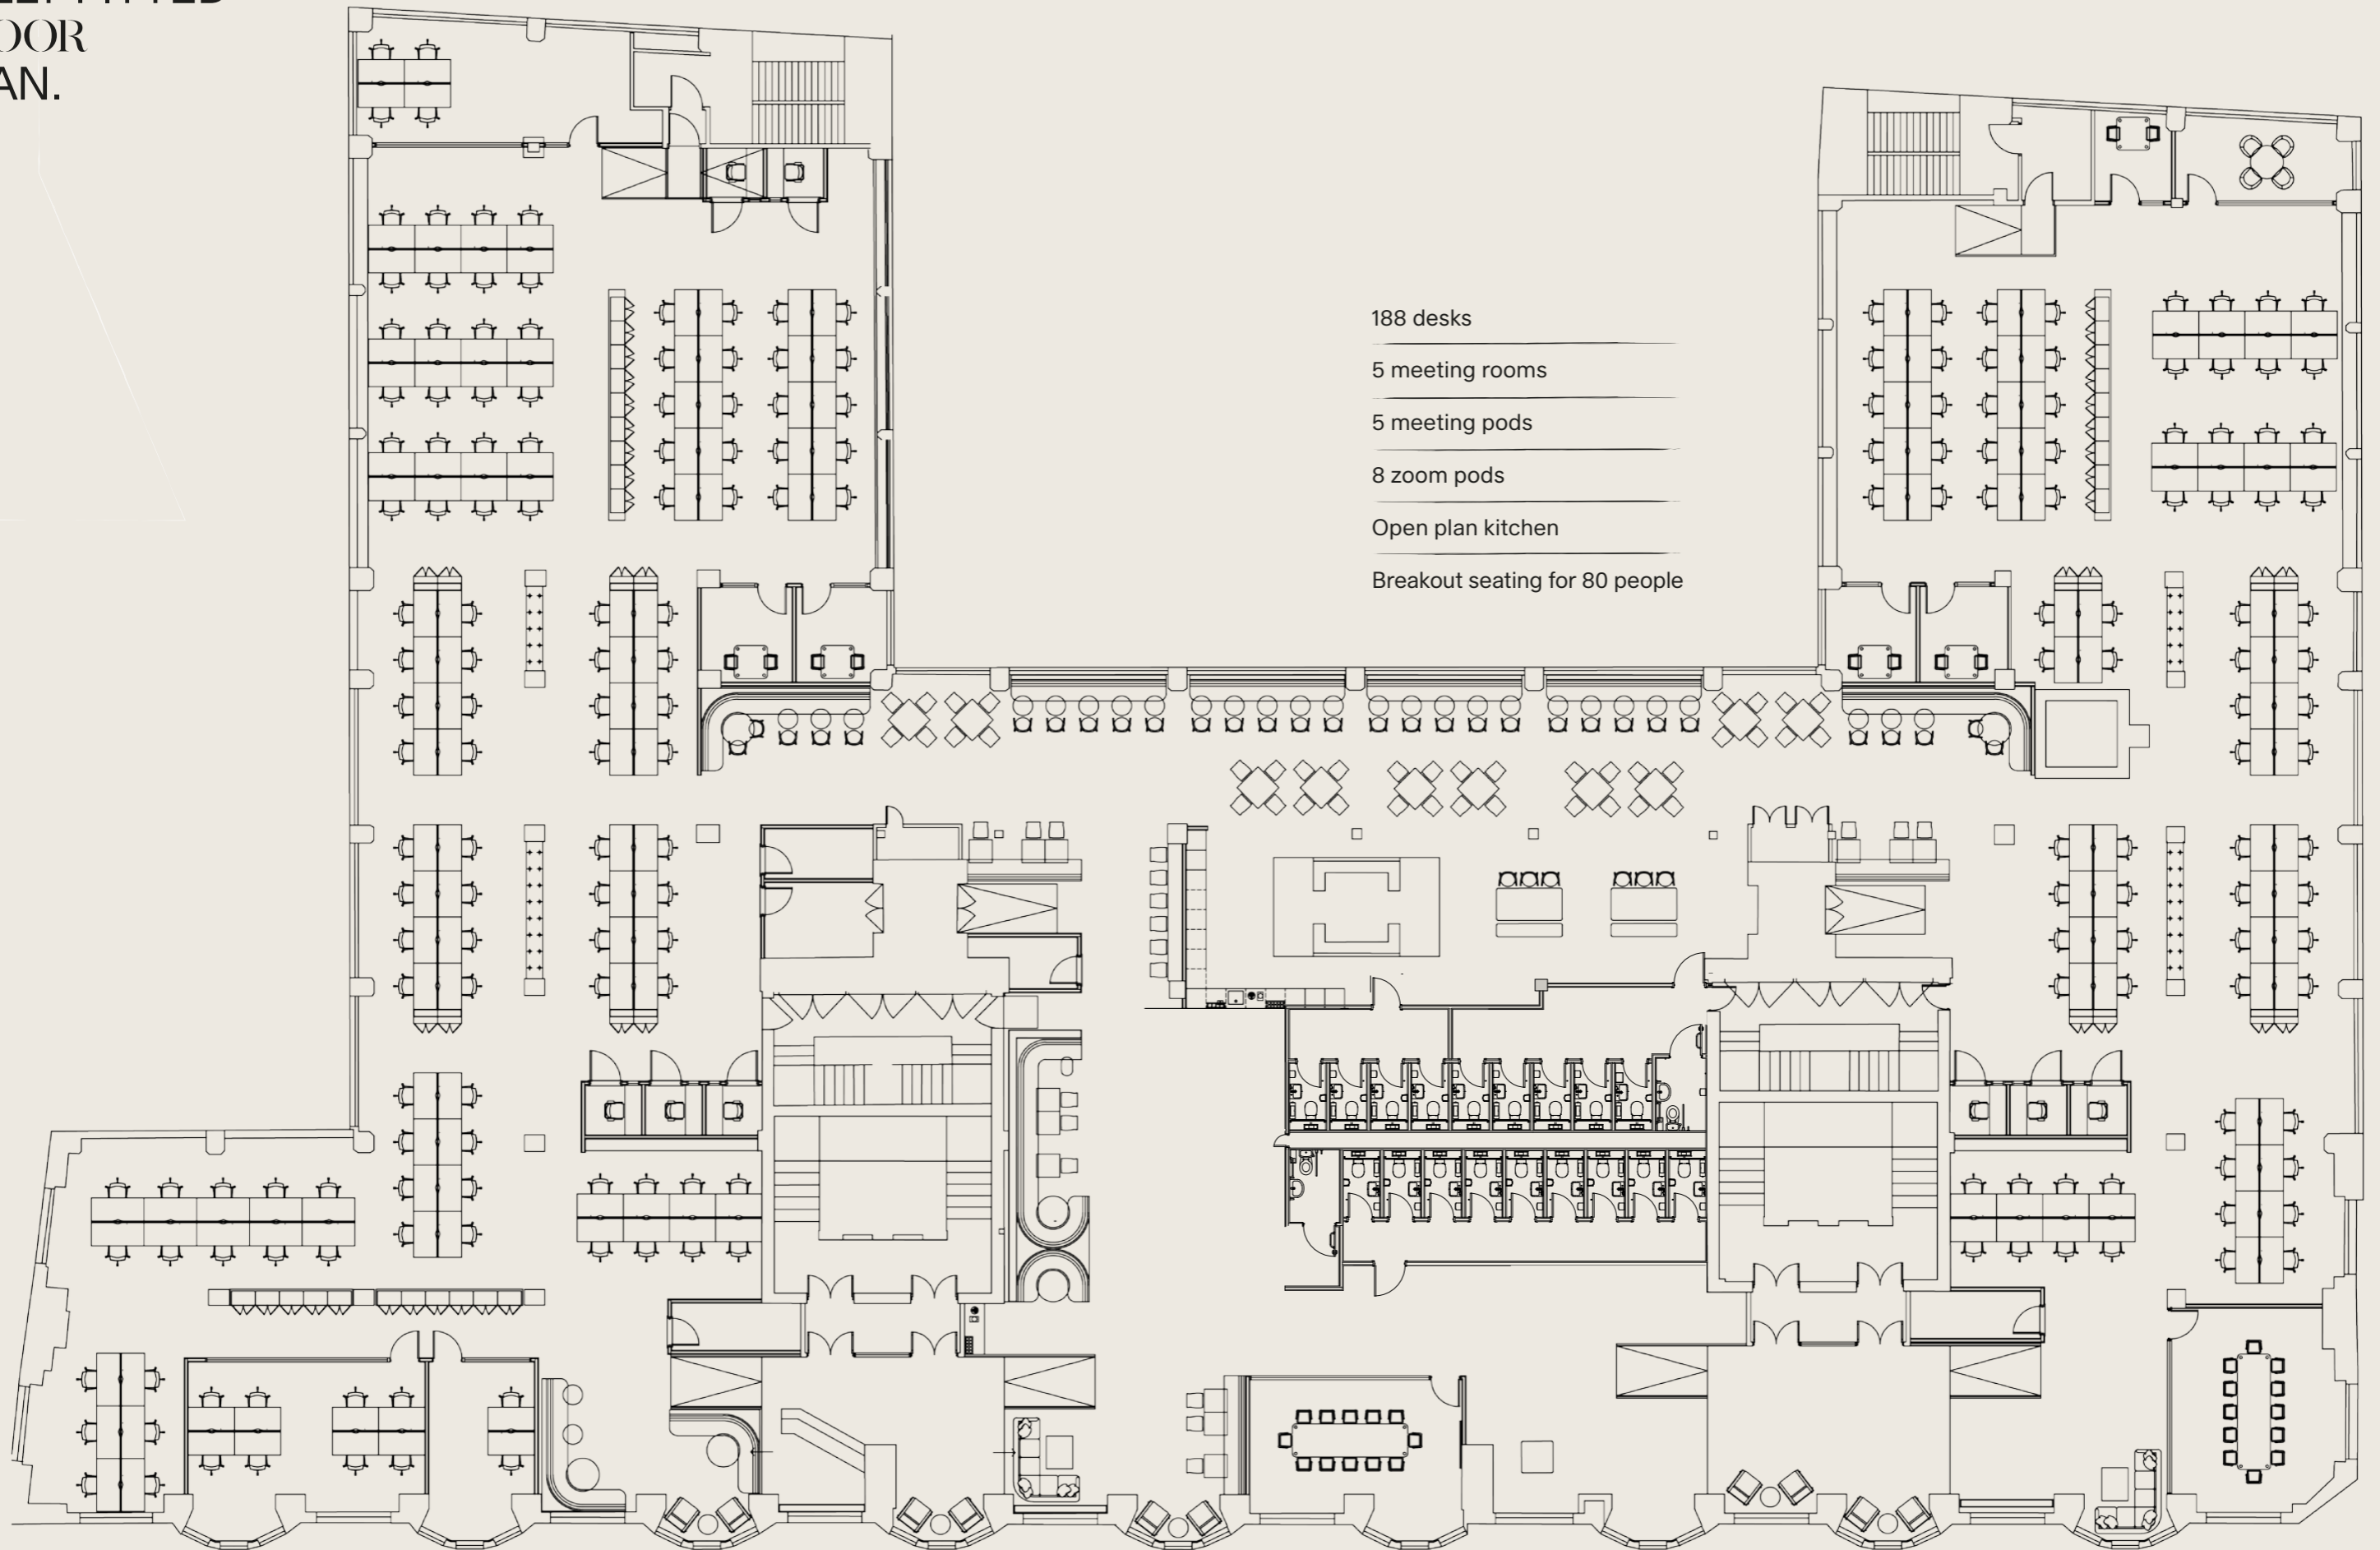 OOR
AN.
188 desks
5 meeting rooms
5 meeting pods
8 zoom pods
Open plan kitchen
Breakout seating for 80 people